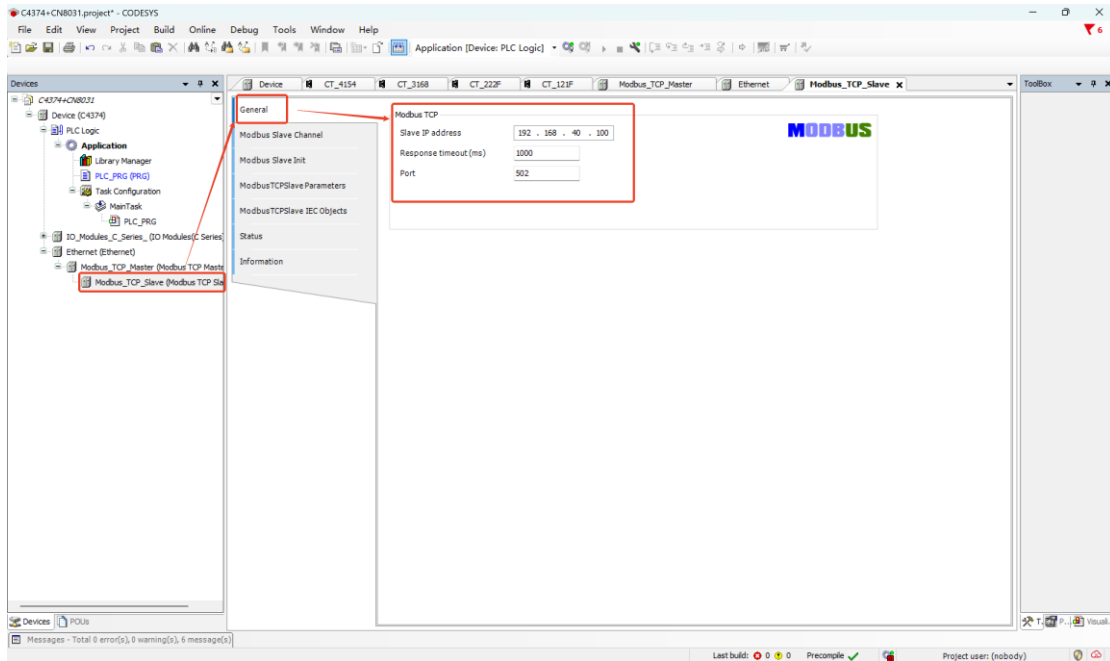 C4374+CN8031.project* - CODESYS
File Edit View Project Build Online Debug Tools Window Help
6
Application [Device: PLC Logic]
Devices
Device CT_4154 CT_3168 CT_222F CT_121F Modbus_TCP_Master Ethernet Modbus_TCP_Slave x
ToolBox
C4374+CN8031
Device (C4374)
PLC Logic
Application
Library Manager
PLC_PRG (PRG)
Task Configuration
MainTask
PLC_PRG
IO_Modules_C_Series_ (IO Modules(C Series
Ethernet (Ethernet)
Modbus_TCP_Master (Modbus TCP Maste
Modbus_TCP_Slave (Modbus TCP Sla
General
Modbus Slave Channel
Modbus Slave Init
ModbusTCPSlave Parameters
ModbusTCPSlave IEC Objects
Status
Information
Modbus TCP
Slave IP address 192 . 168 . 40 . 100
Response timeout (ms) 1000
Port 502
MODBUS
Devices POUs
T... P... Visuali.
Messages - Total 0 error(s), 0 warning(s), 6 message(s)
Last build: 0 0 Precompile Project user: (nobody)